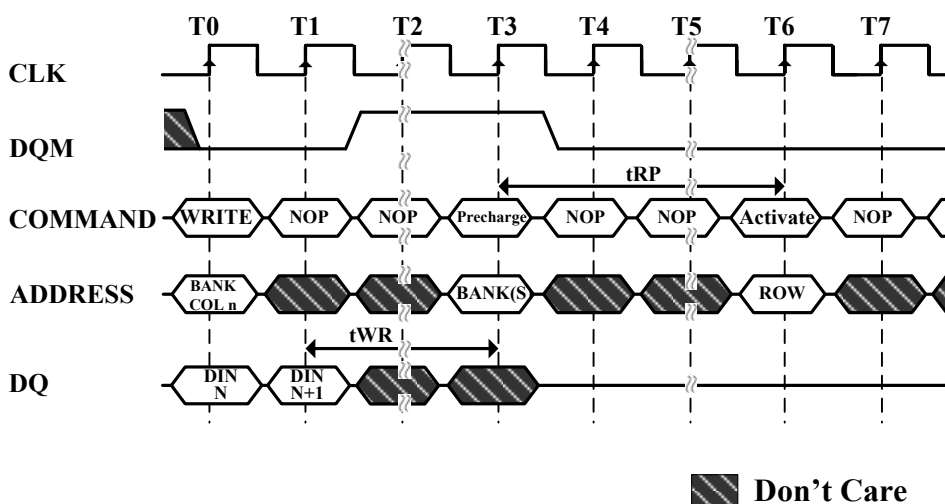 T0 T1 T2 T3 T4 T5 T6 T7
CLK
DQM
tRP
COMMAND WRITE NOP NOP Precharge NOP NOP Activate NOP
ADDRESS BANK COL n BANK(S ROW
tWR
DQ DIN N DIN N+1
Don't Care